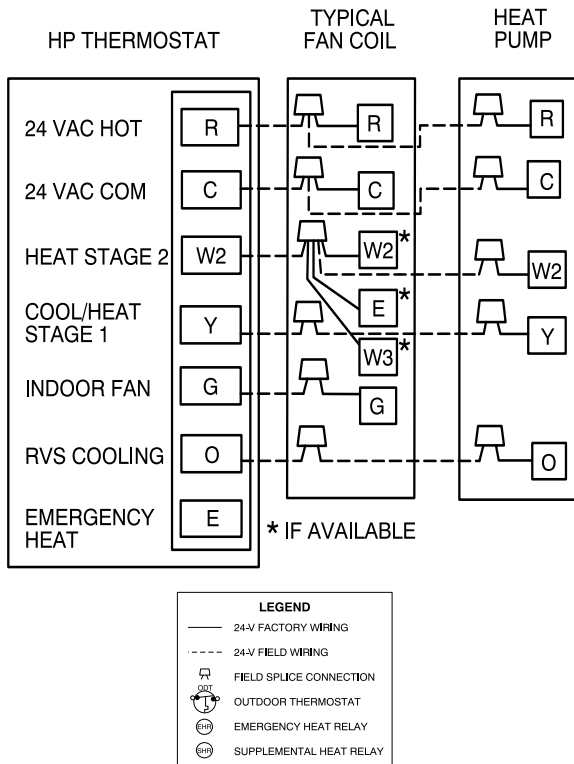 HP THERMOSTAT
TYPICAL
FAN COIL
HEAT
PUMP
24 VAC HOT
R
R
R
24 VAC COM
C
C
C
HEAT STAGE 2
W2
W2 *
W2
E *
COOL/HEAT
STAGE 1
Y
Y
W3 *
INDOOR FAN
G
G
RVS COOLING
O
O
EMERGENCY
HEAT
E
* IF AVAILABLE
LEGEND
24-V FACTORY WIRING
24-V FIELD WIRING
FIELD SPLICE CONNECTION
ODT
OUTDOOR THERMOSTAT
EHR
EMERGENCY HEAT RELAY
SHR
SUPPLEMENTAL HEAT RELAY